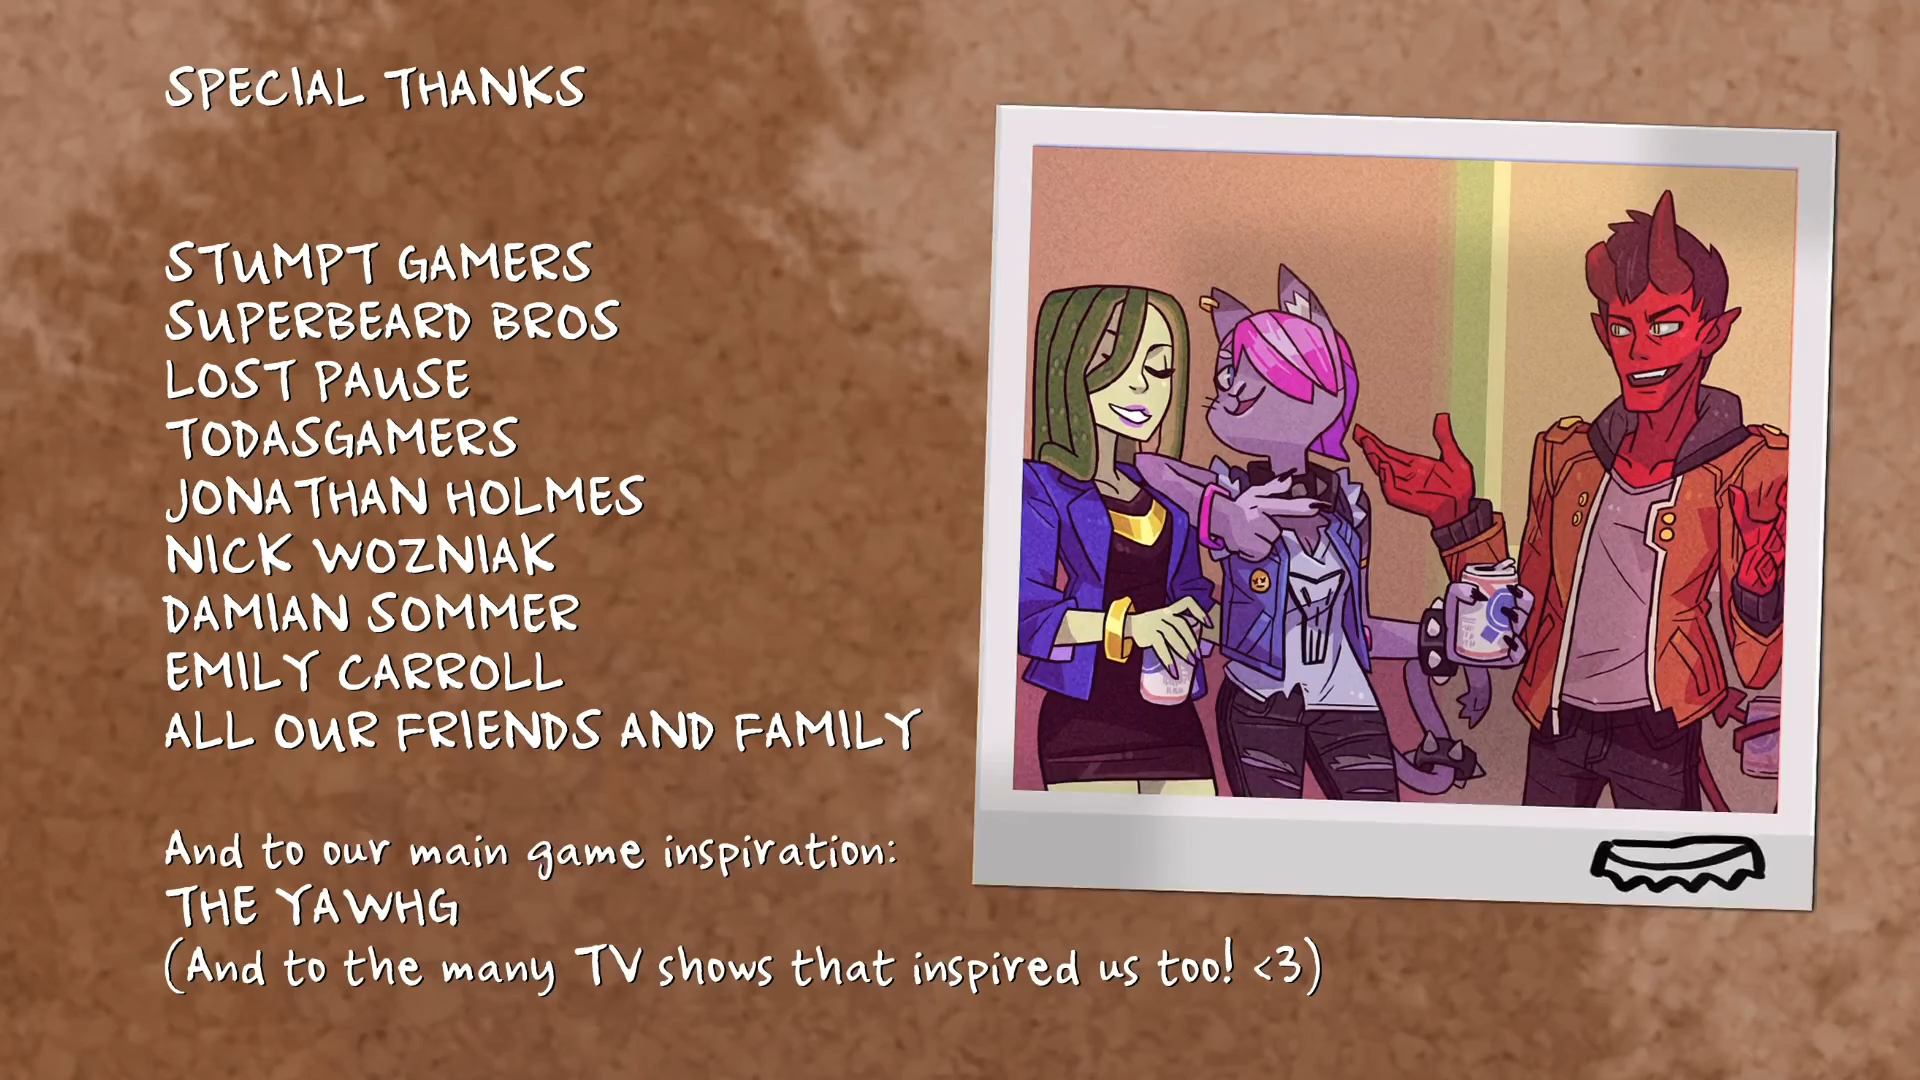 SPECIAL THANKS
STUMPT GAMERS
SUPERBEARD BROS
LOST PAUSE
TODASGAMERS
JONATHAN HOLMES
NICK WOZNIAK
DAMIAN SOMMER
EMILY CARROLL
ALL OUR FRIENDS AND FAMILY
And to our main game inspiration:
THE YAWHG
(And to the many TV shows that inspired us too! <3)